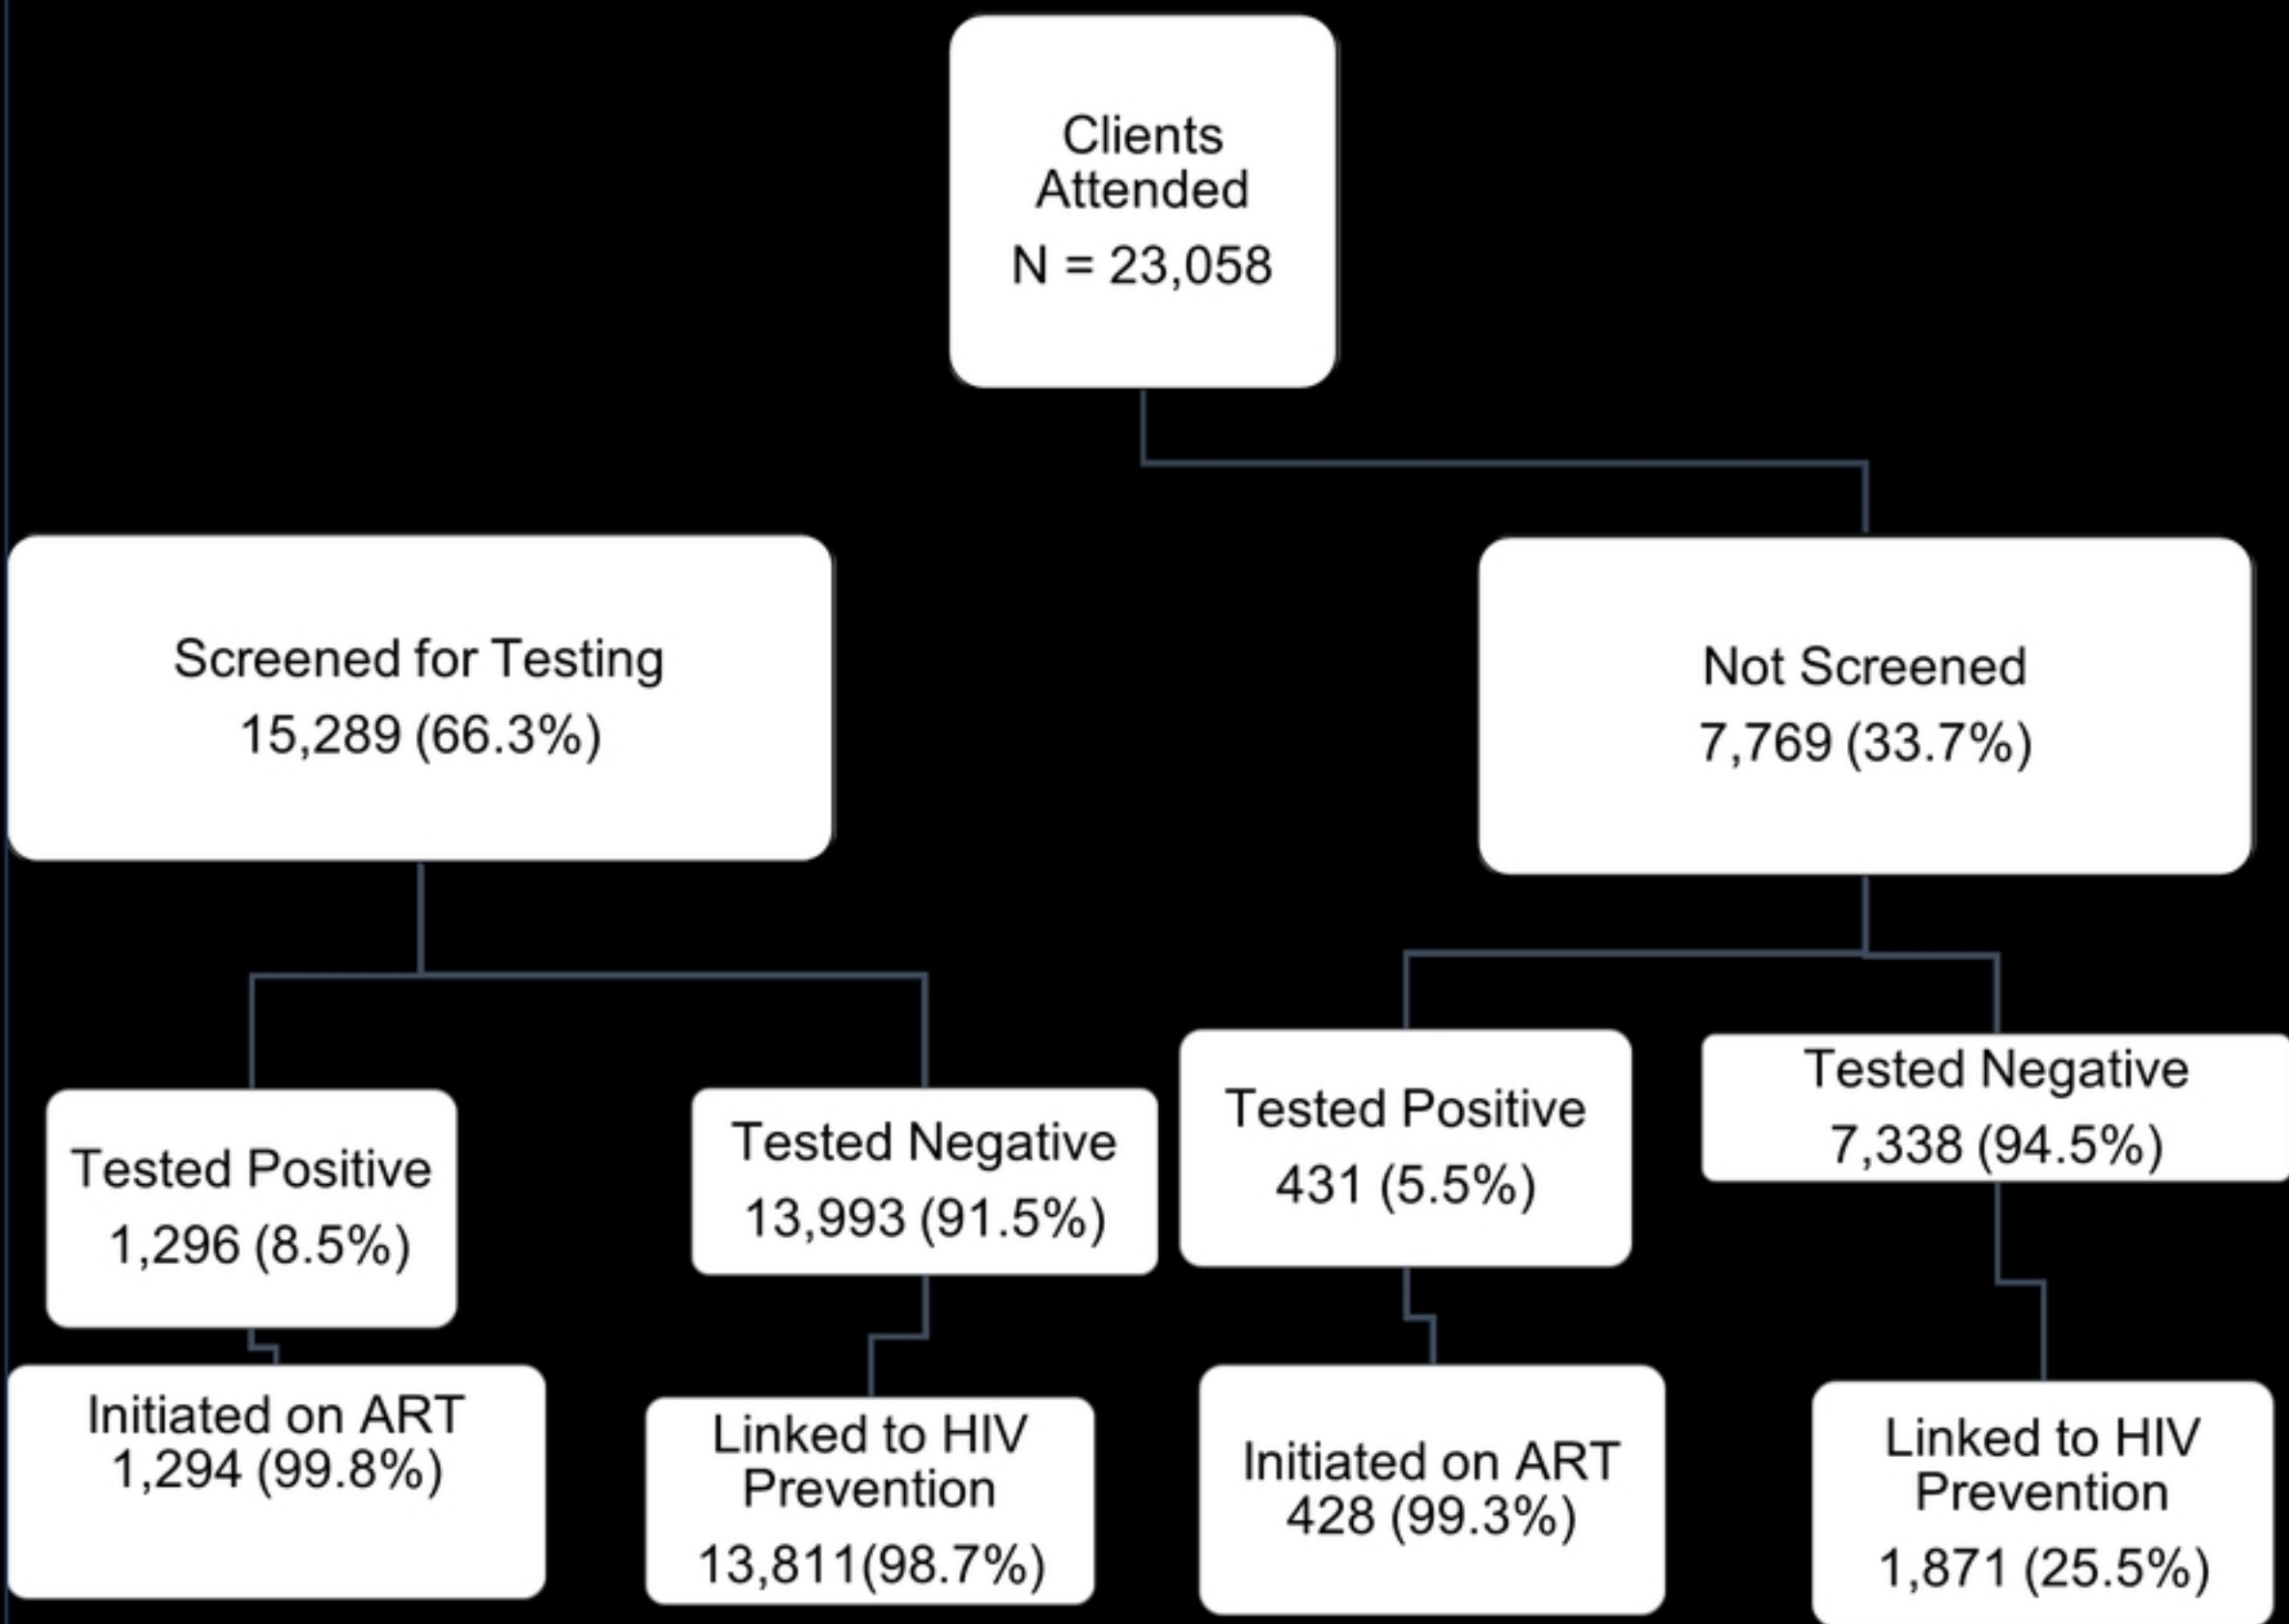 Clients
Attended
N = 23,058
Screened for Testing
15,289 (66.3%)
Not Screened
7,769 (33.7%)
Tested Positive
1,296 (8.5%)
Tested Negative
13,993 (91.5%)
Tested Positive
431 (5.5%)
Tested Negative
7,338 (94.5%)
Initiated on ART
1,294 (99.8%)
Linked to HIV
Prevention
13,811(98.7%)
Initiated on ART
428 (99.3%)
Linked to HIV
Prevention
1,871 (25.5%)